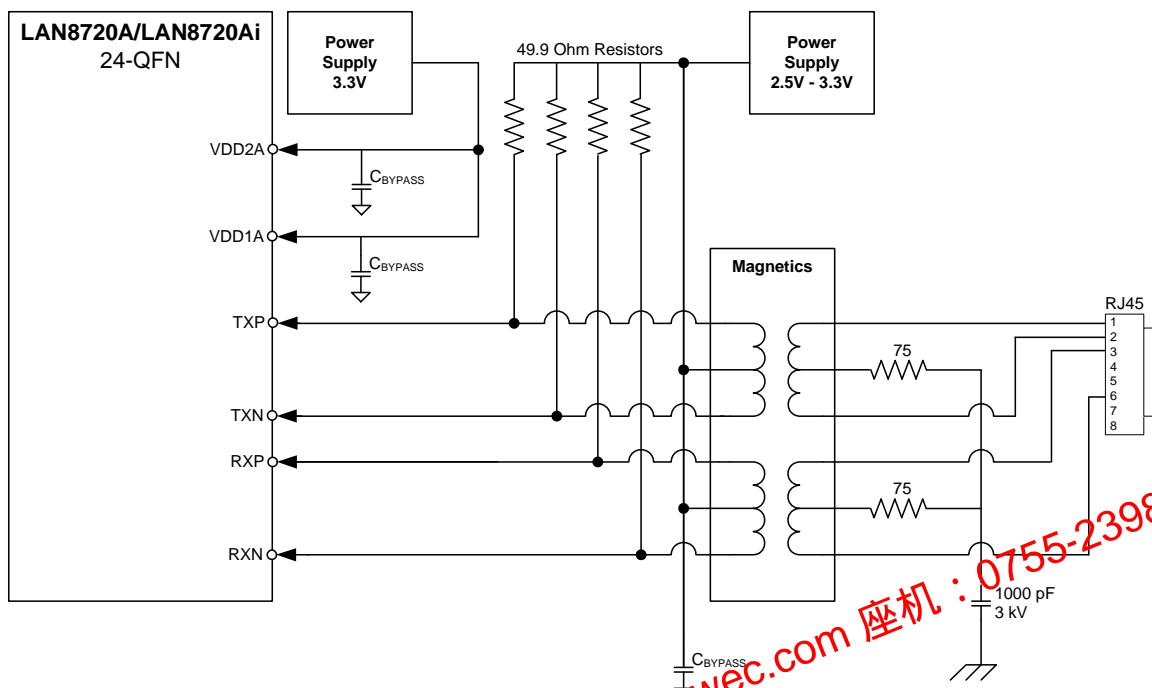 LAN8720A/LAN8720Ai
24-QFN
Power
Supply
3.3V
49.9 Ohm Resistors
Power
Supply
2.5V - 3.3V
VDD2A
CBYPASS
VDD1A
CBYPASS
Magnetics
RJ45
TXP
1
2
3
4
5
6
7
8
75
TXN
RXP
75
RXN
1000 pF
3 kV
CBYPASS
wec.com 座机：0755-2398